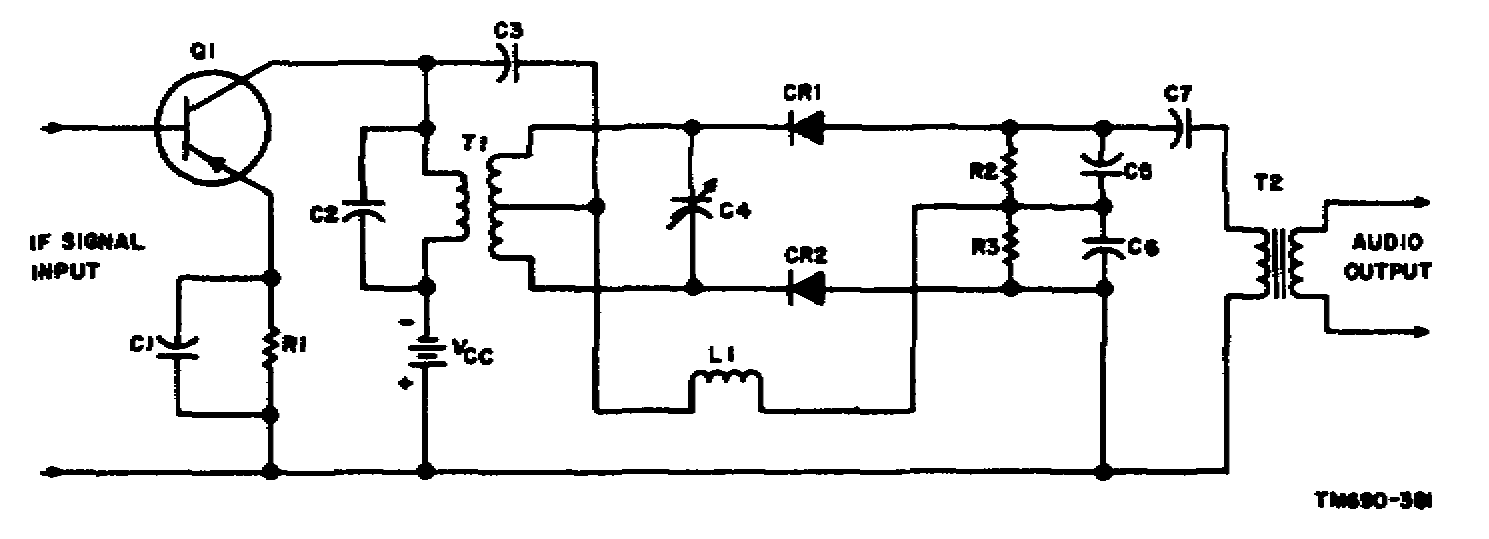 C3
Q1
CR1
C7
T1
R2
C5
T2
C2
C4
IF SIGNAL
INPUT
R3
C6
CR2
AUDIO
OUTPUT
-
C1
R1
VCC
+
L1
TM690-381